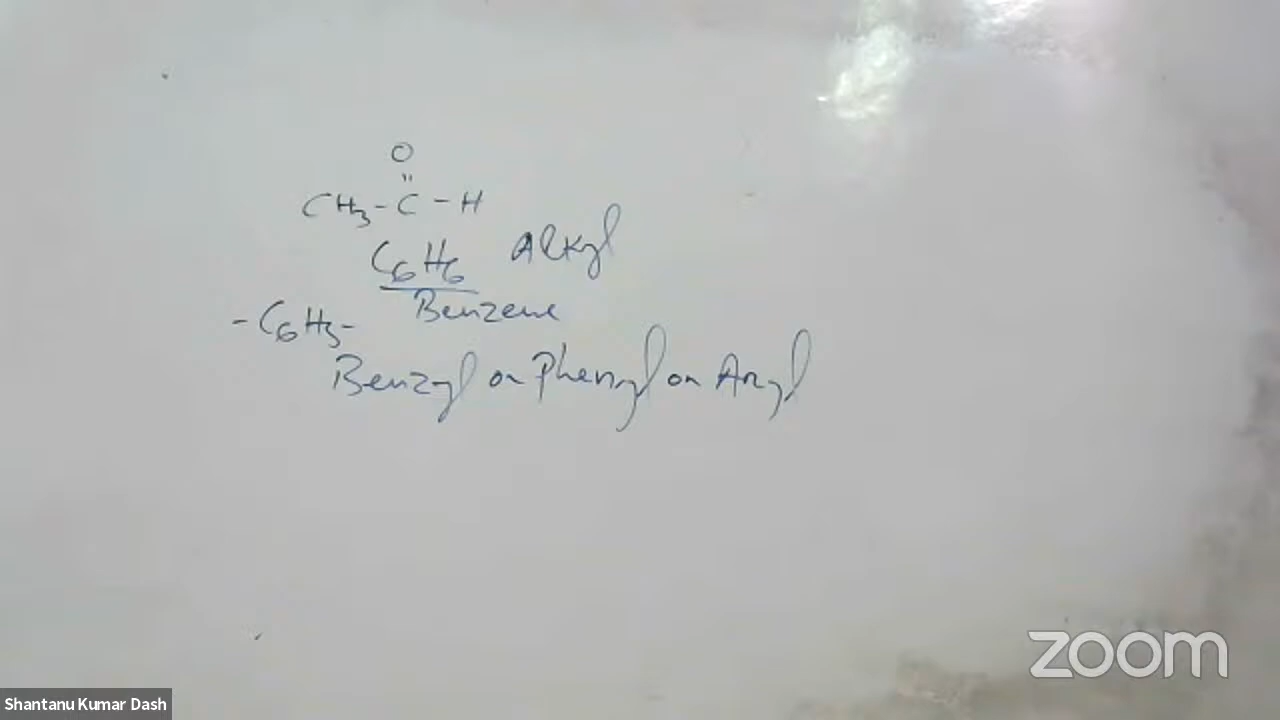 O
"
CH₃-C-H
C₆H₆ Alkyl
Benzene
-C₆H₅-
Benzyl or Phenyl or Aryl
zoom
Shantanu Kumar Dash